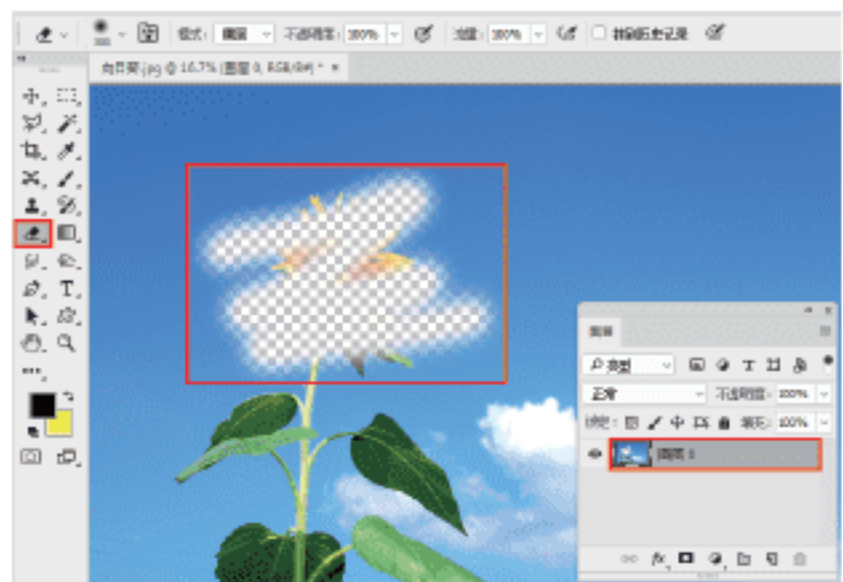 模式: 画笔 不透明度: 100% 流量: 100% 抹到历史记录
向日葵.jpg @ 16.7% (图层 0, RGB/8#) *
图层
类型
正常 不透明度: 100%
锁定: 填充: 100%
图层 0